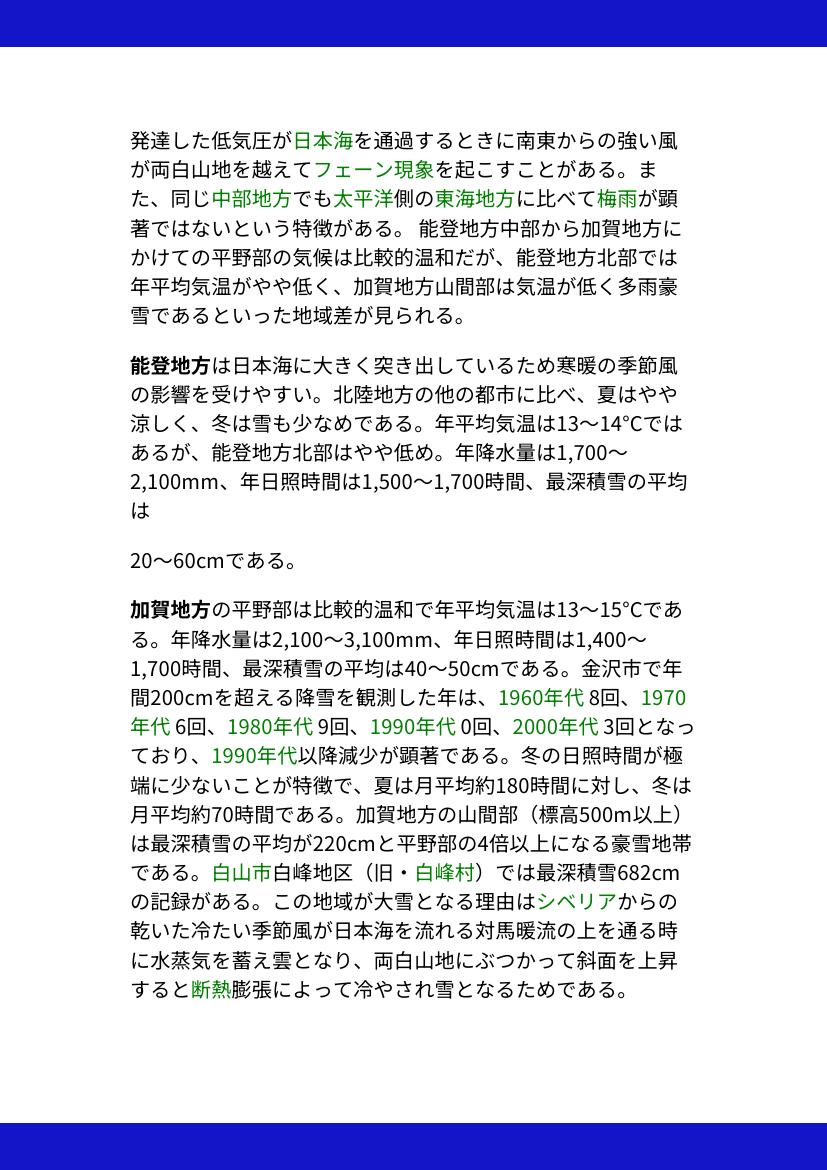 発達した低気圧が日本海を通過するときに南東からの強い風
が両白山地を越えてフェーン現象を起こすことがある。ま
た、同じ中部地方でも太平洋側の東海地方に比べて梅雨が顕
著ではないという特徴がある。 能登地方中部から加賀地方に
かけての平野部の気候は比較的温和だが、能登地方北部では
年平均気温がやや低く、加賀地方山間部は気温が低く多雨豪
雪であるといった地域差が見られる。
能登地方は日本海に大きく突き出しているため寒暖の季節風
の影響を受けやすい。北陸地方の他の都市に比べ、夏はやや
涼しく、冬は雪も少なめである。年平均気温は13〜14℃では
あるが、能登地方北部はやや低め。年降水量は1,700〜
2,100mm、年日照時間は1,500〜1,700時間、最深積雪の平均
は
20〜60cmである。
加賀地方の平野部は比較的温和で年平均気温は13〜15℃であ
る。年降水量は2,100〜3,100mm、年日照時間は1,400〜
1,700時間、最深積雪の平均は40〜50cmである。金沢市で年
間200cmを超える降雪を観測した年は、1960年代 8回、1970
年代 6回、1980年代 9回、1990年代 0回、2000年代 3回となっ
ており、1990年代以降減少が顕著である。冬の日照時間が極
端に少ないことが特徴で、夏は月平均約180時間に対し、冬は
月平均約70時間である。加賀地方の山間部（標高500m以上）
は最深積雪の平均が220cmと平野部の4倍以上になる豪雪地帯
である。白山市白峰地区（旧・白峰村）では最深積雪682cm
の記録がある。この地域が大雪となる理由はシベリアからの
乾いた冷たい季節風が日本海を流れる対馬暖流の上を通る時
に水蒸気を蓄え雲となり、両白山地にぶつかって斜面を上昇
すると断熱膨張によって冷やされ雪となるためである。